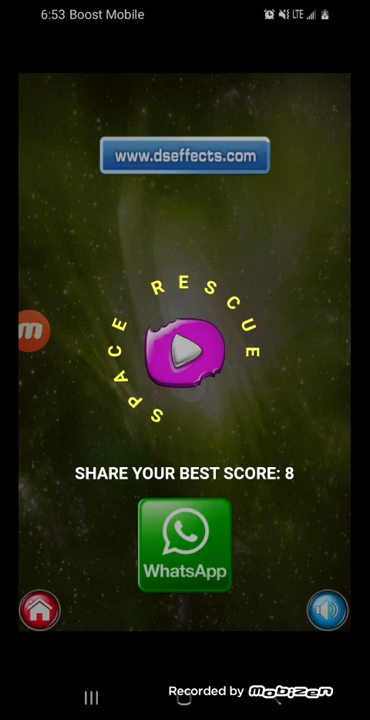 6:53 Boost Mobile
LTE
www.dseffects.com
SPACE RESCUE
m
SHARE YOUR BEST SCORE: 8
WhatsApp
Recorded by Mobizen